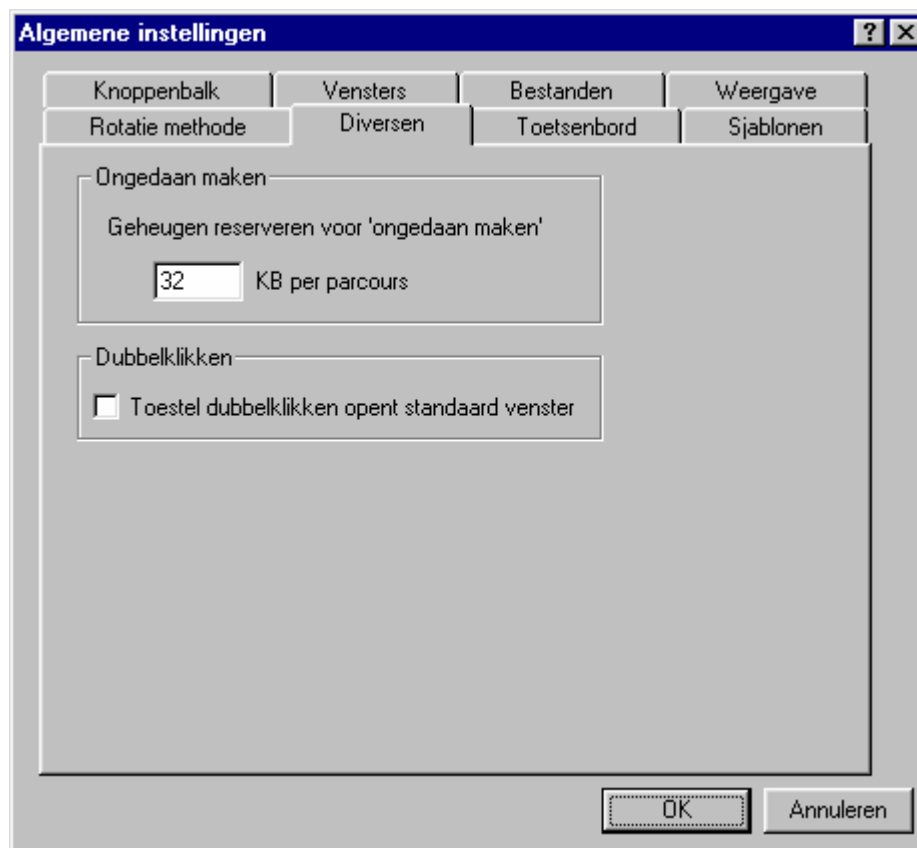 Algemene instellingen
Knoppenbalk Vensters Bestanden Weergave
Rotatie methode Diversen Toetsenbord Sjablonen
Ongedaan maken
Geheugen reserveren voor 'ongedaan maken'
32 KB per parcours
Dubbelklikken
Toestel dubbelklikken opent standaard venster
OK Annuleren